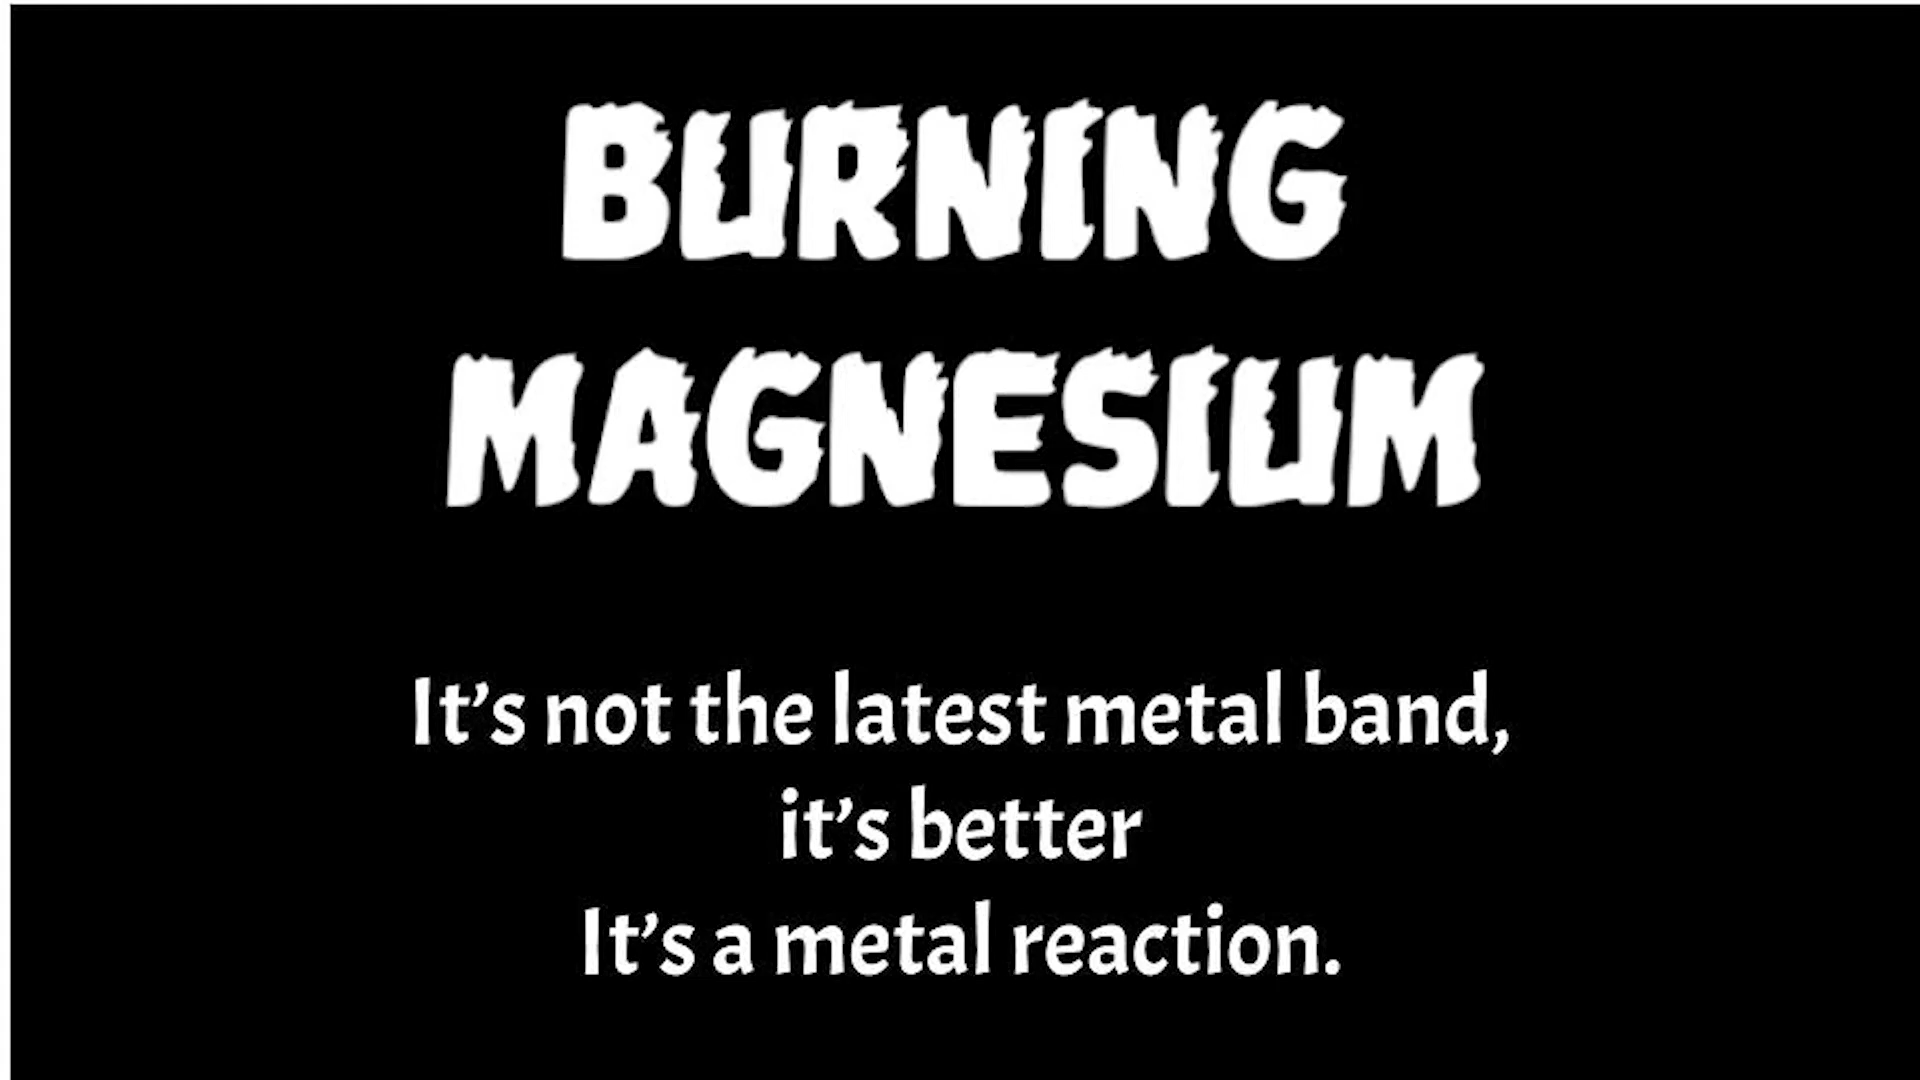 BURNING
MAGNESIUM
It’s not the latest metal band,
it’s better
It’s a metal reaction.